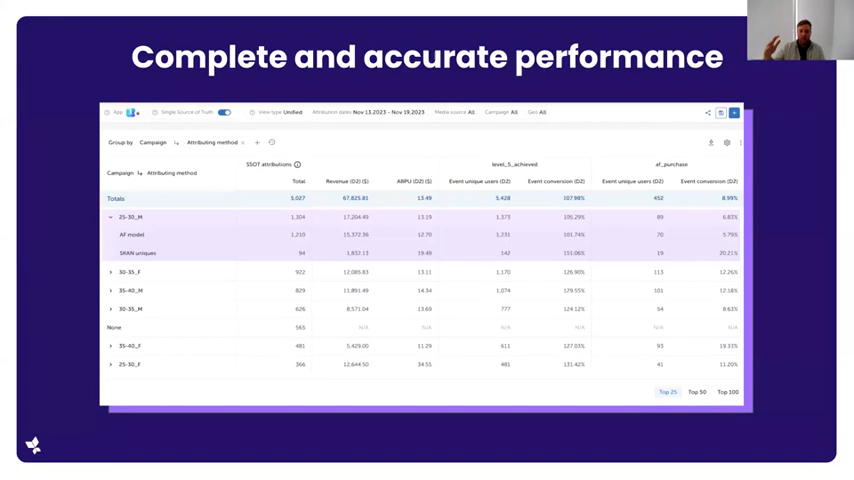 Complete and accurate performance
App
Single Source of Truth
View type Unified
Attribution dates Nov 13,2023 – Nov 19,2023
Media source All
Campaign All
Geo All
Group by Campaign Attributing method x +
SSOT attributions level_5_achieved af_purchase
Campaign Attributing method Total Revenue (D2) ($) ABPU (D2) ($) Event unique users (D2) Event conversion (D2) Event unique users (D2) Event conversion (D2)
Totals 5,027 67,825.81 13.49 5,428 107.98% 452 8.99%
25-30_M 1,304 17,204.49 13.19 1,373 105.29% 89 6.83%
AF model 1,210 15,372.36 12.70 1,231 101.74% 70 5.79%
SKAN uniques 94 1,832.13 19.49 142 151.06% 19 20.21%
30-35_F 922 12,085.83 13.11 1,170 126.90% 113 12.26%
35-40_M 829 11,891.49 14.34 1,074 129.55% 101 12.18%
30-35_M 626 8,571.04 13.69 777 124.12% 54 8.63%
None 565 N/A N/A N/A N/A N/A N/A
35-40_F 481 5,429.00 11.29 611 127.03% 93 19.33%
25-30_F 366 12,644.50 34.55 481 131.42% 41 11.20%
Top 25 Top 50 Top 100